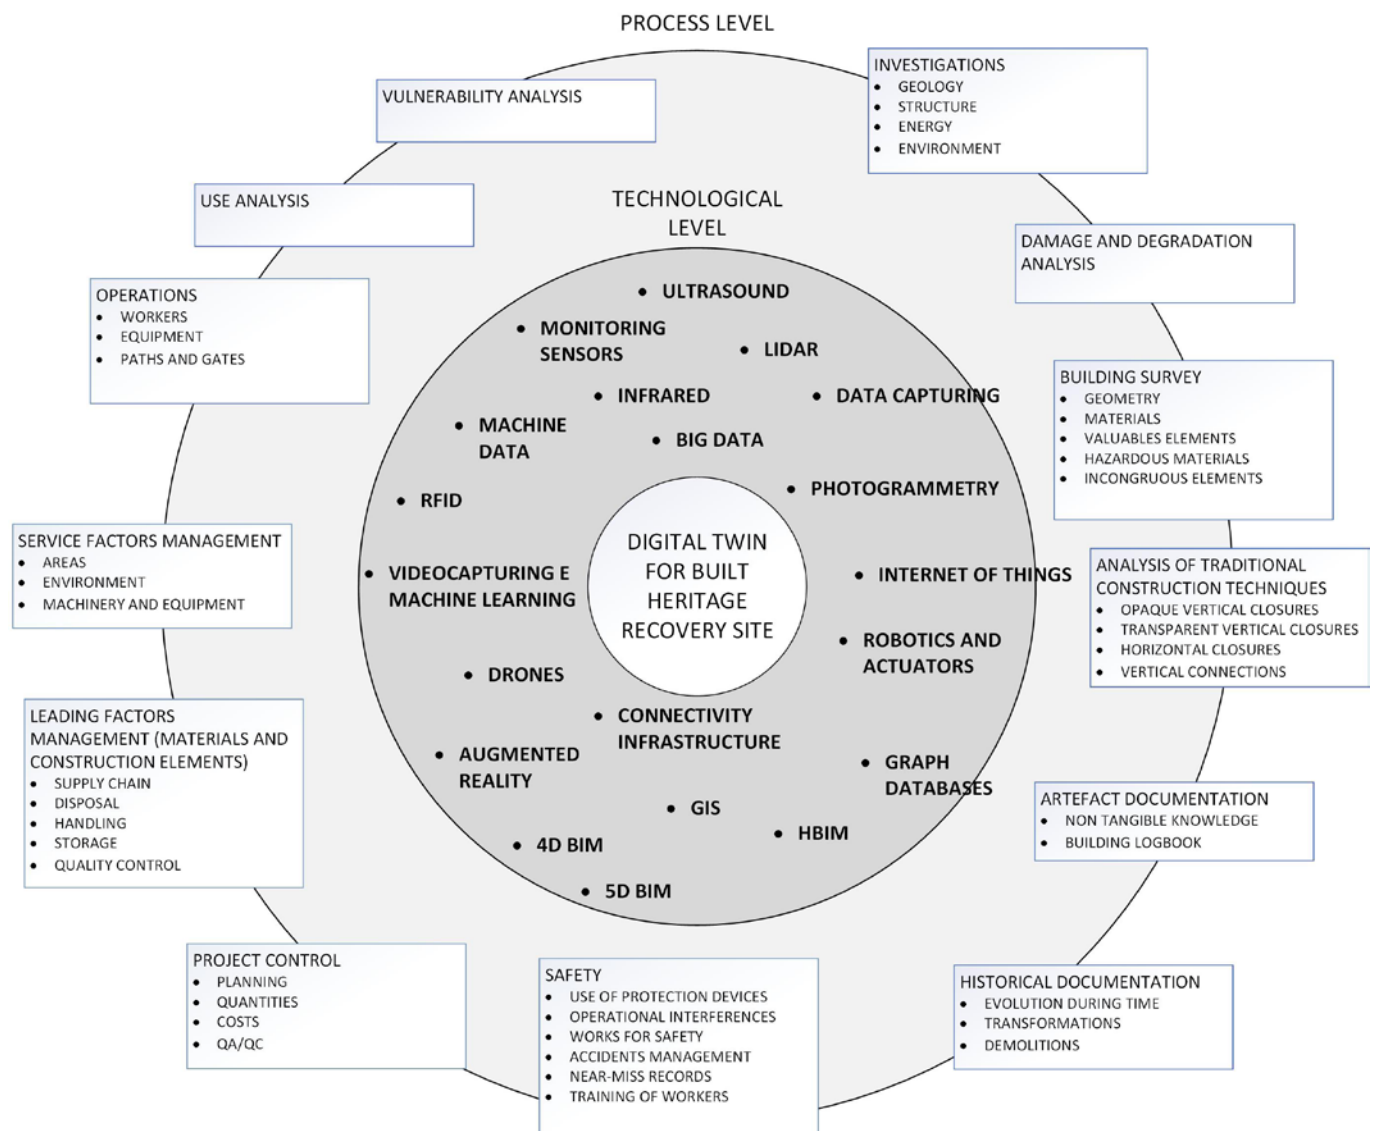 PROCESS LEVEL
INVESTIGATIONS
• GEOLOGY
• STRUCTURE
• ENERGY
• ENVIRONMENT
VULNERABILITY ANALYSIS
USE ANALYSIS
TECHNOLOGICAL
LEVEL
DAMAGE AND DEGRADATION
ANALYSIS
OPERATIONS
• WORKERS
• EQUIPMENT
• PATHS AND GATES
• ULTRASOUND
• MONITORING
SENSORS
• LIDAR
• INFRARED
• DATA CAPTURING
• MACHINE
DATA
• BIG DATA
BUILDING SURVEY
• GEOMETRY
• MATERIALS
• VALUABLES ELEMENTS
• HAZARDOUS MATERIALS
• INCONGRUOUS ELEMENTS
• RFID
• PHOTOGRAMMETRY
SERVICE FACTORS MANAGEMENT
• AREAS
• ENVIRONMENT
• MACHINERY AND EQUIPMENT
• VIDEOCAPTURING E
MACHINE LEARNING
DIGITAL TWIN
FOR BUILT
HERITAGE
RECOVERY SITE
• INTERNET OF THINGS
ANALYSIS OF TRADITIONAL
CONSTRUCTION TECHNIQUES
• OPAQUE VERTICAL CLOSURES
• TRANSPARENT VERTICAL CLOSURES
• HORIZONTAL CLOSURES
• VERTICAL CONNECTIONS
• ROBOTICS AND
ACTUATORS
• DRONES
• CONNECTIVITY
INFRASTRUCTURE
LEADING FACTORS
MANAGEMENT (MATERIALS AND
CONSTRUCTION ELEMENTS)
• SUPPLY CHAIN
• DISPOSAL
• HANDLING
• STORAGE
• QUALITY CONTROL
• AUGMENTED
REALITY
• GRAPH
DATABASES
• GIS
• HBIM
• 4D BIM
• 5D BIM
ARTEFACT DOCUMENTATION
• NON TANGIBLE KNOWLEDGE
• BUILDING LOGBOOK
PROJECT CONTROL
• PLANNING
• QUANTITIES
• COSTS
• QA/QC
SAFETY
• USE OF PROTECTION DEVICES
• OPERATIONAL INTERFERENCES
• WORKS FOR SAFETY
• ACCIDENTS MANAGEMENT
• NEAR-MISS RECORDS
• TRAINING OF WORKERS
HISTORICAL DOCUMENTATION
• EVOLUTION DURING TIME
• TRANSFORMATIONS
• DEMOLITIONS